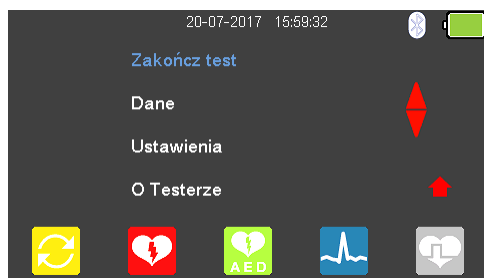 20-07-2017 15:59:32
Zakończ test
Dane
Ustawienia
O Testerze
AED